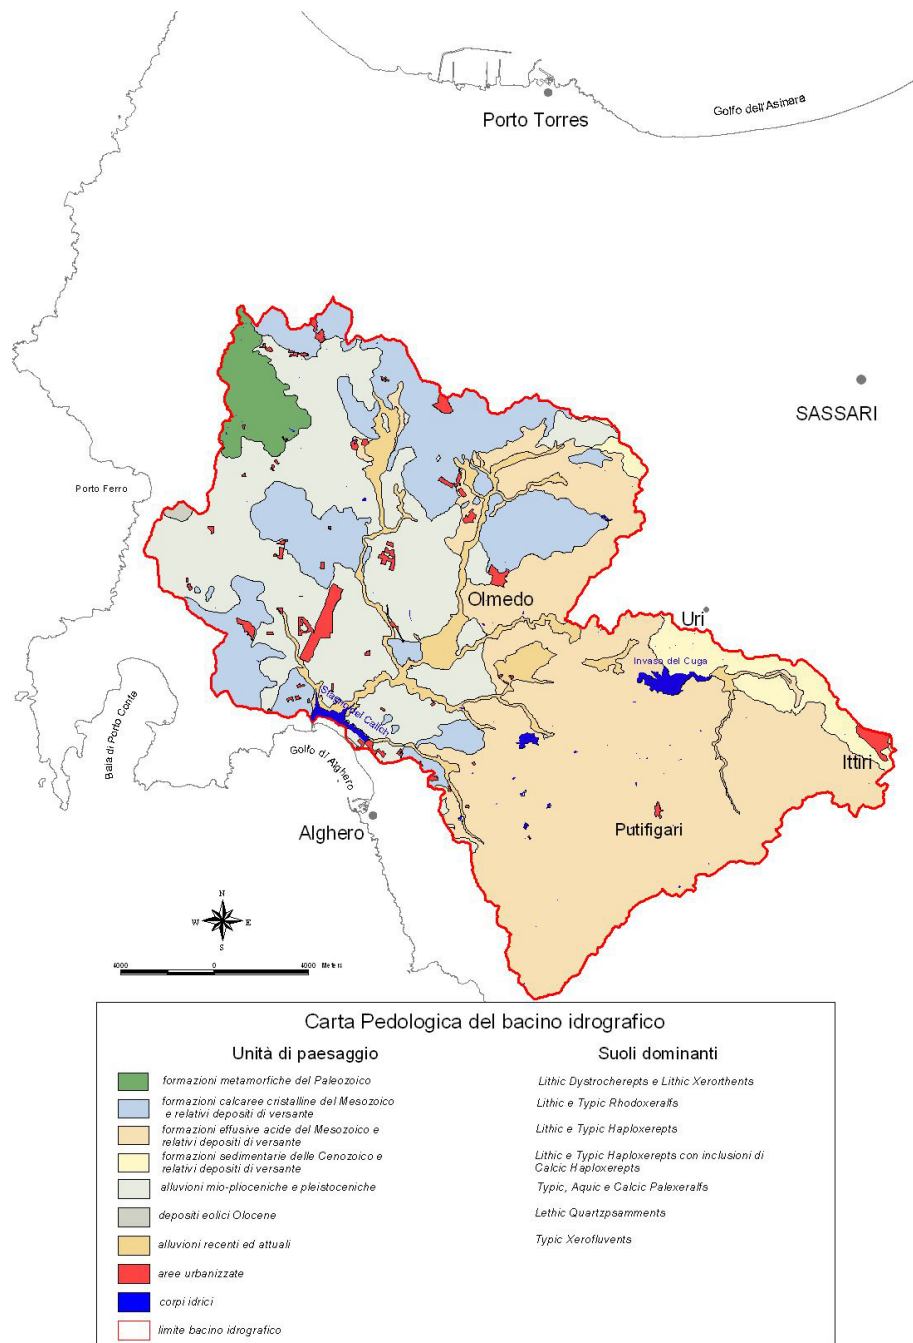 Porto Torres
Golfo dell'Asinara
SASSARI
Porto Ferro
Olmedo
Uri
Invaso del Cuga
Stagno del Calich
Baia di Porto Conte
Golfo di Alghero
Ittiri
Alghero
Putifigari
N
W E
S
4000 0 4000 Meters
Carta Pedologica del bacino idrografico
Unità di paesaggio Suoli dominanti
formazioni metamorfiche del Paleozoico Lithic Dystrocherepts e Lithic Xerorthents
formazioni calcaree cristalline del Mesozoico Lithic e Typic Rhodoxeralfs
e relativi depositi di versante
formazioni effusive acide del Mesozoico e Lithic e Typic Haploxerepts
relativi depositi di versante
formazioni sedimentarie delle Cenozoico e Lithic e Typic Haploxerepts con inclusioni di
relativi depositi di versante Calcic Haploxerepts
alluvioni mio-plioceniche e pleistoceniche Typic, Aquic e Calcic Palexeralfs
depositi eolici Olocene Lethic Quartzpsamments
alluvioni recenti ed attuali Typic Xerofluvents
aree urbanizzate
corpi idrici
limite bacino idrografico